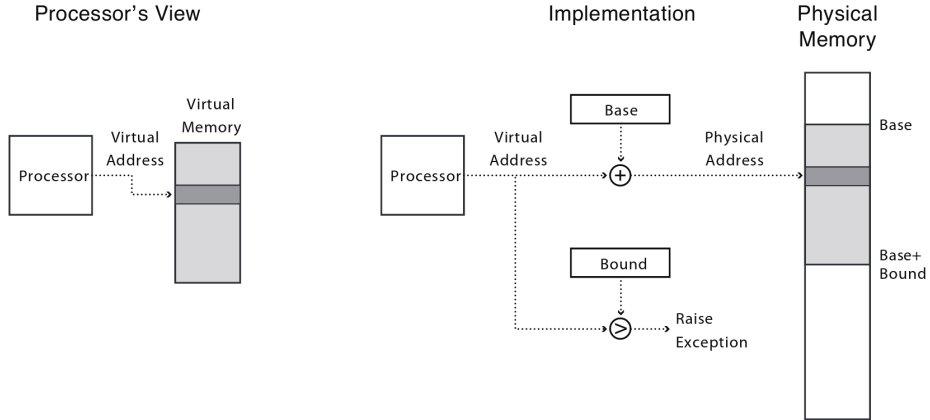 Processor's View
Implementation
Physical
Memory
Virtual
Memory
Virtual
Address
Processor
Base
Virtual
Address
Physical
Address
Processor
+
Base
Bound
Base+
Bound
>
Raise
Exception